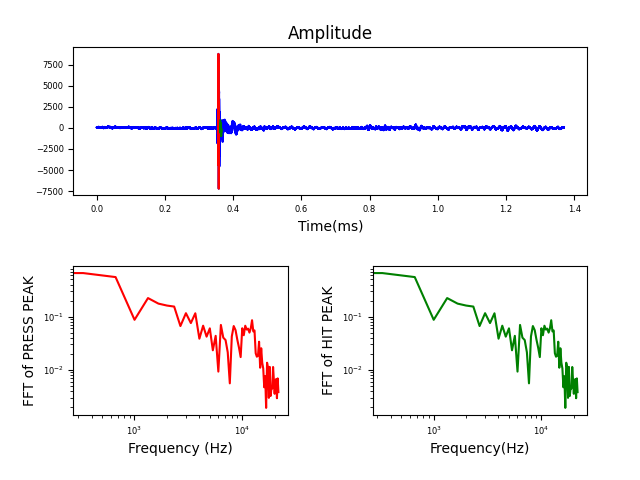 Amplitude
7500
5000
2500
0
−2500
−5000
−7500
0.0 0.2 0.4 0.6 0.8 1.0 1.2 1.4
Time(ms)
FFT of PRESS PEAK
10⁻¹
10⁻²
10³ 10⁴
Frequency (Hz)
FFT of HIT PEAK
10⁻¹
10⁻²
10³ 10⁴
Frequency(Hz)